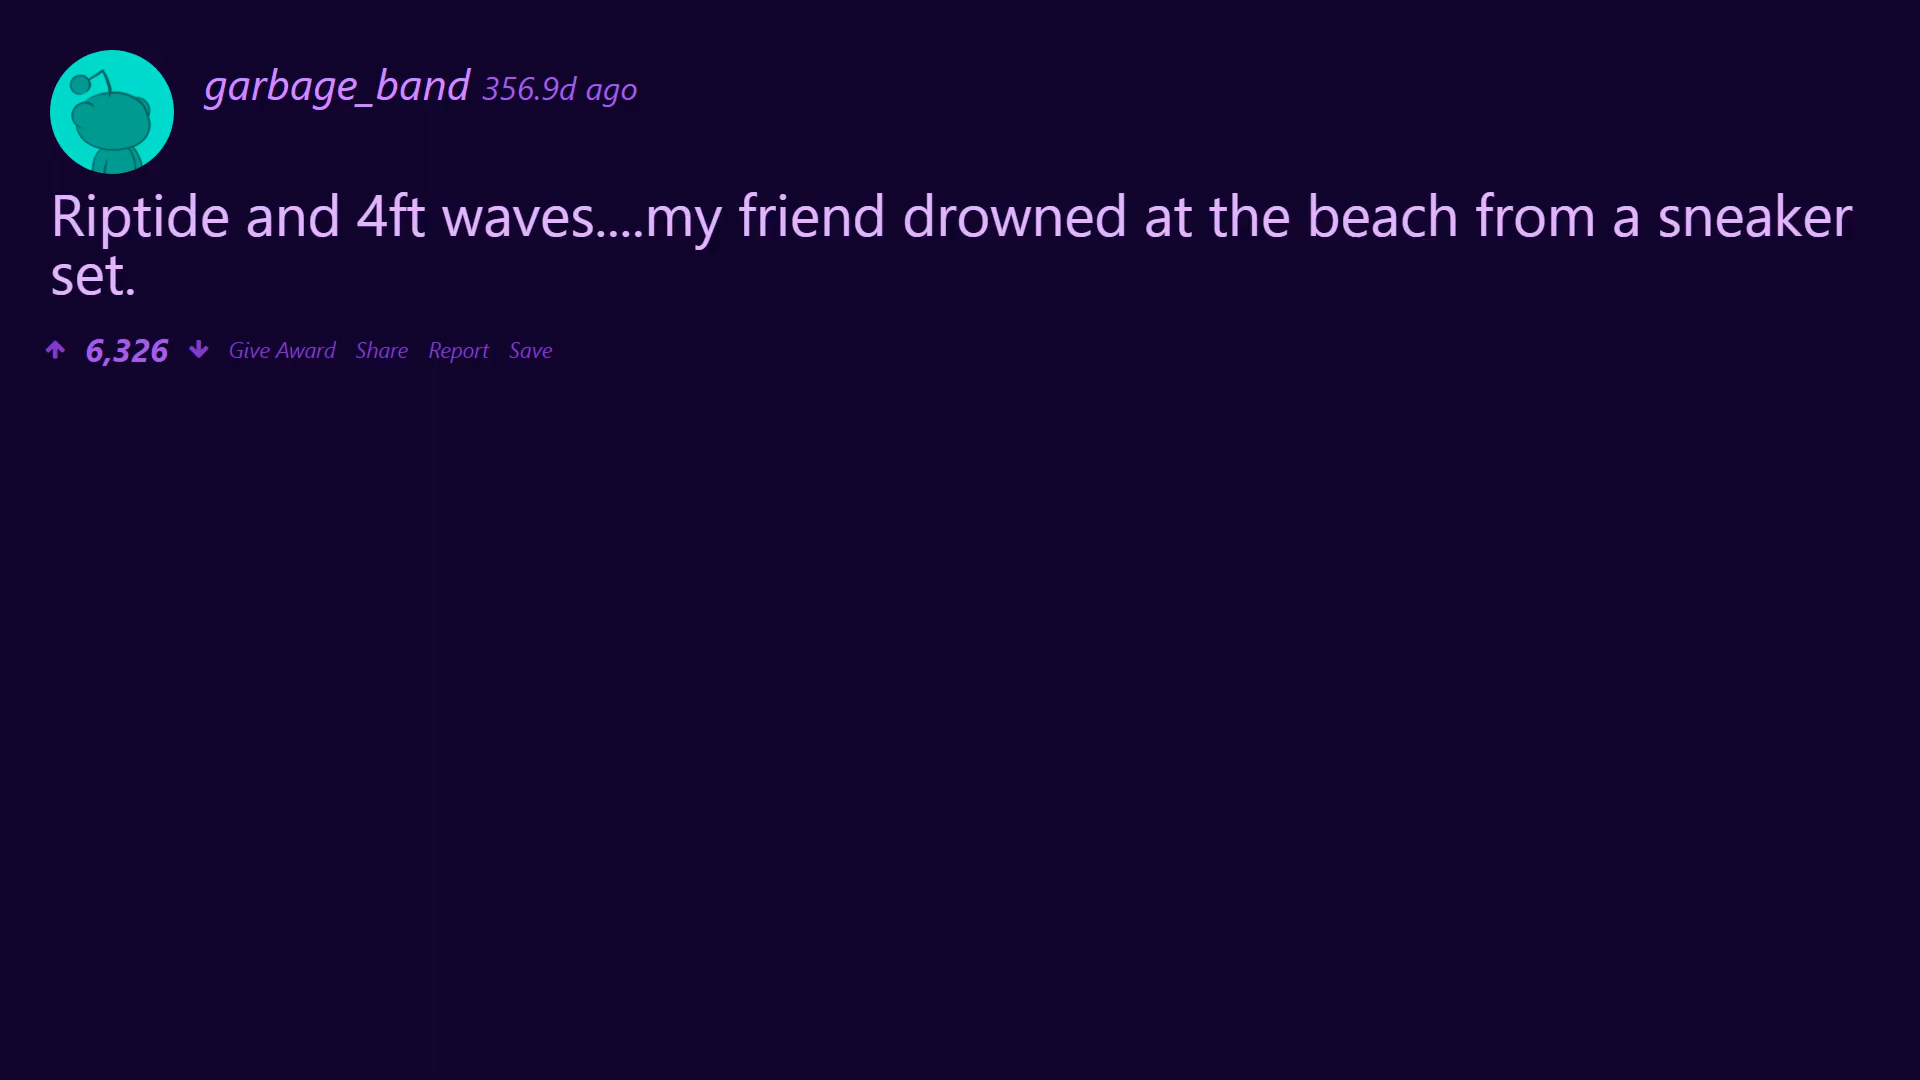 garbage_band 356.9d ago
Riptide and 4ft waves....my friend drowned at the beach from a sneaker
set.
6,326 Give Award Share Report Save